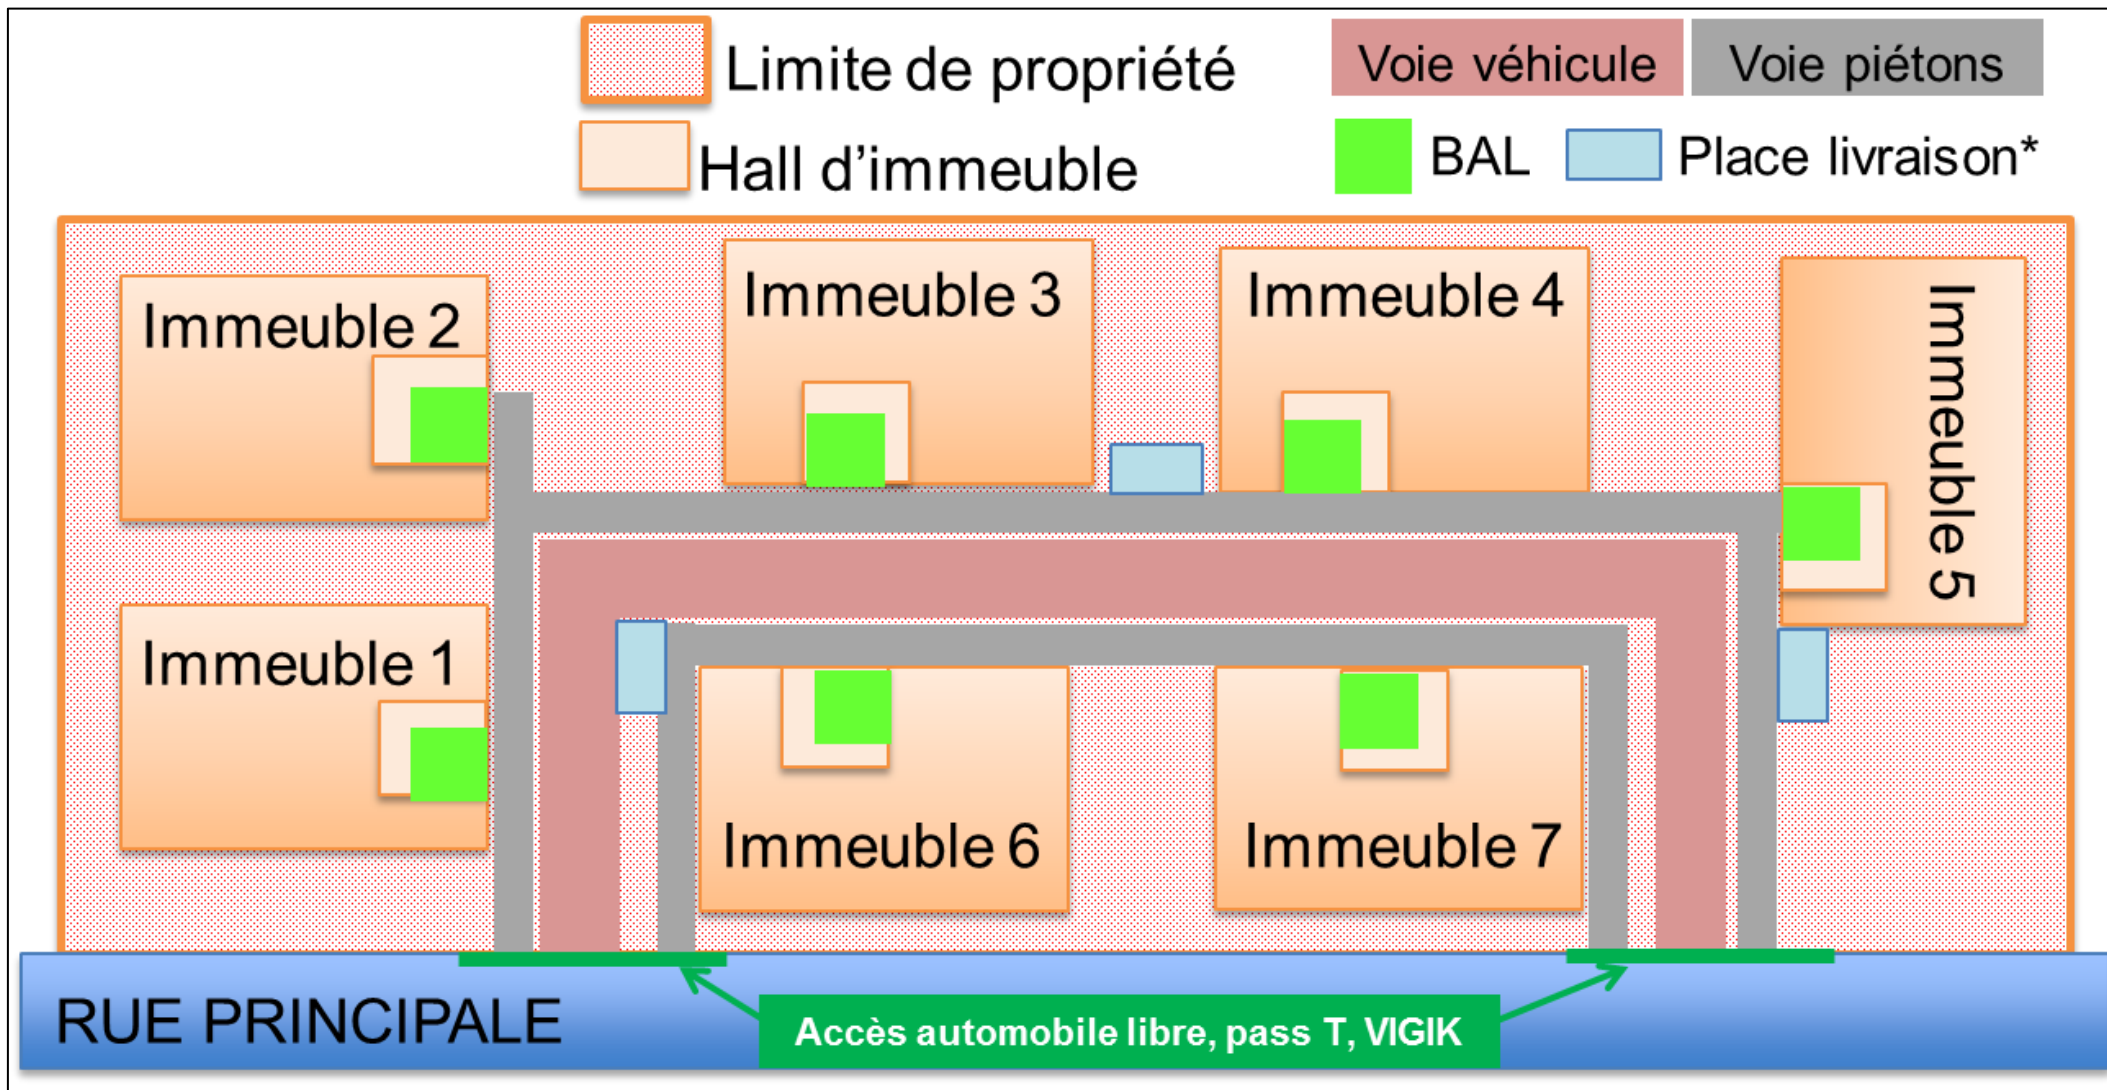 Limite de propriété
Voie véhicule
Voie piétons
Hall d'immeuble
BAL
Place livraison*
Immeuble 2
Immeuble 3
Immeuble 4
Immeuble 5
Immeuble 1
Immeuble 6
Immeuble 7
RUE PRINCIPALE
Accès automobile libre, pass T, VIGIK